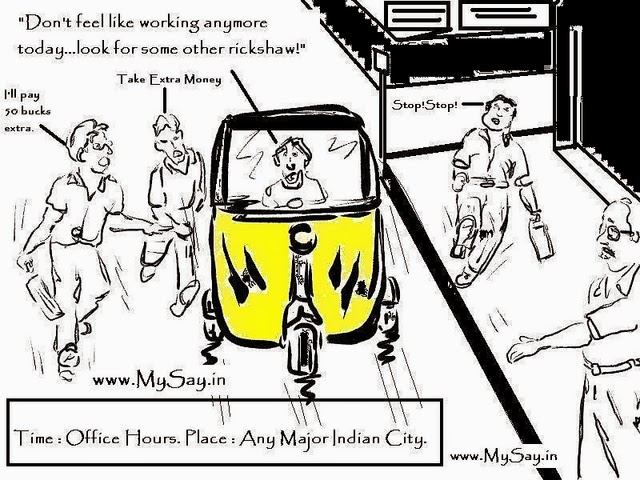 "Don't feel like working anymore
today...look for some other rickshaw!"
Take Extra Money
I'll pay
50 bucks
extra.
Stop!Stop!
www.MySay.in
Time : Office Hours. Place : Any Major Indian City.
www.MySay.in